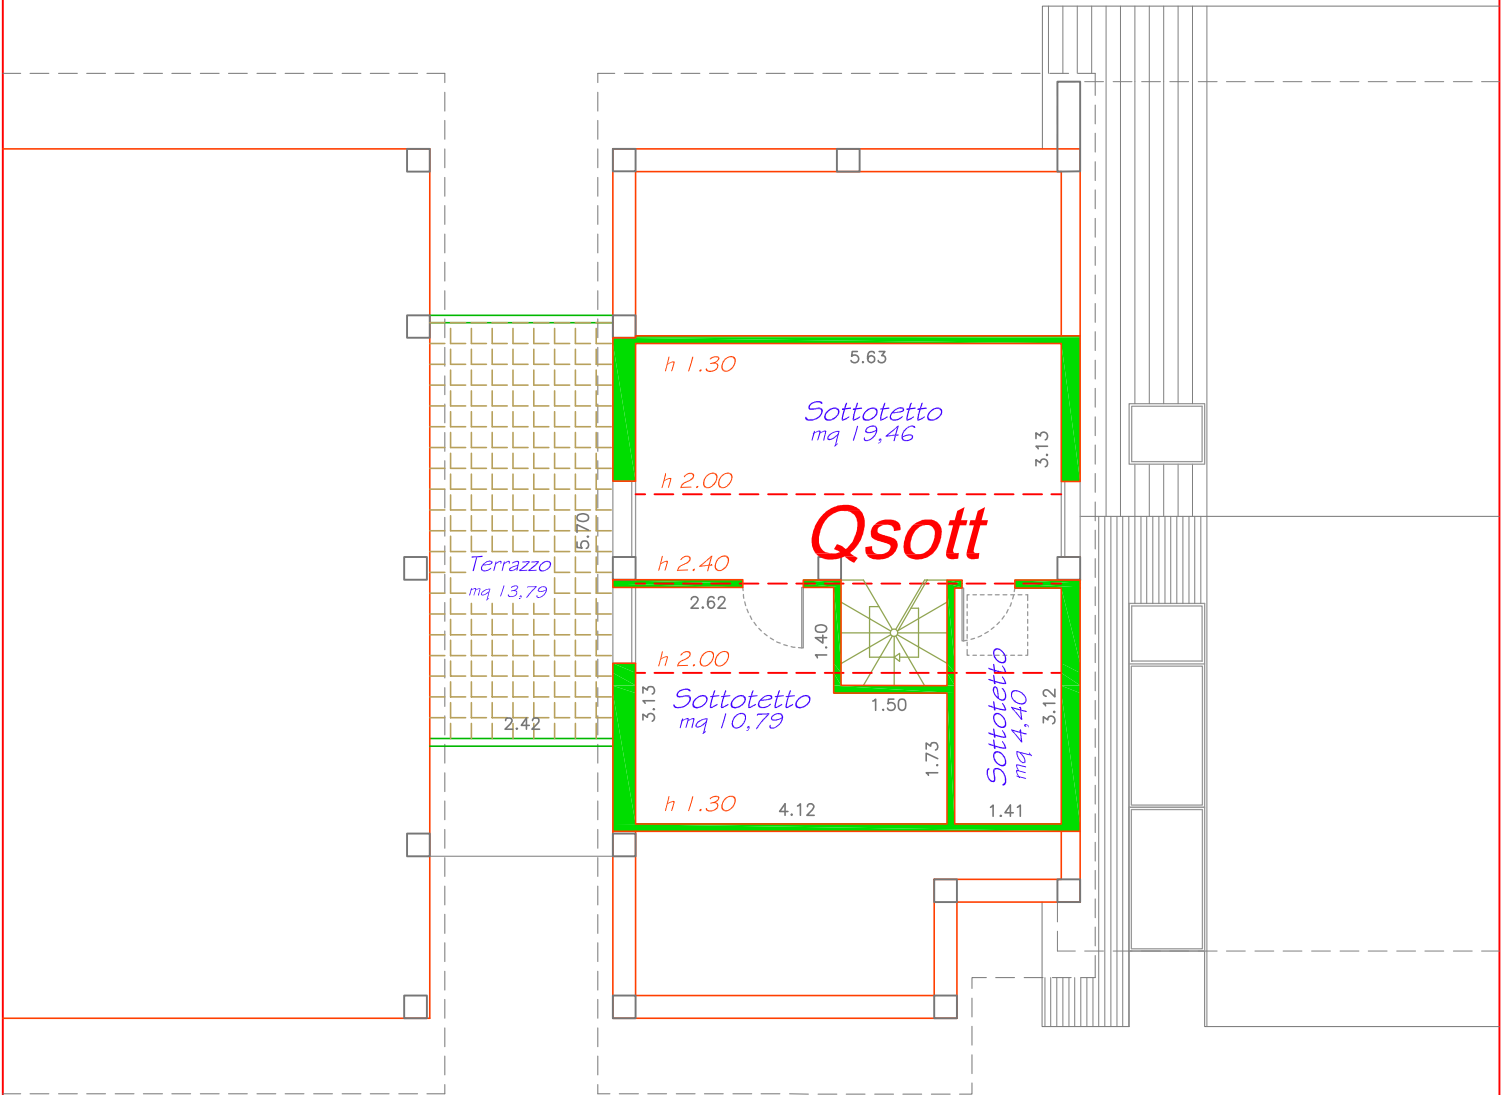 h 1.30
5.63
Sottotetto
mq 19,46
3.13
h 2.00
Qsott
5.70
h 2.40
Terrazzo
mq 13,79
2.62
1.40
h 2.00
3.13
Sottotetto
mq 10,79
1.50
Sottotetto
mq 4,40
3.12
2.42
1.73
h 1.30
4.12
1.41